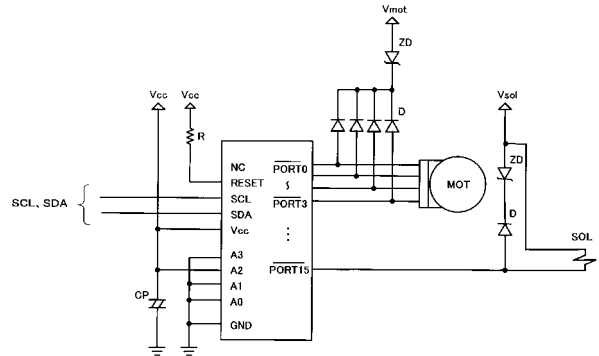 Vmot
ZD
Vcc
Vcc
Vsol
R
D
NC
PORT0
ZD
RESET
MOT
SCL
SCL、SDA
SDA
PORT3
D
Vcc
SOL
A3
A2
PORT15
A1
CP
A0
GND